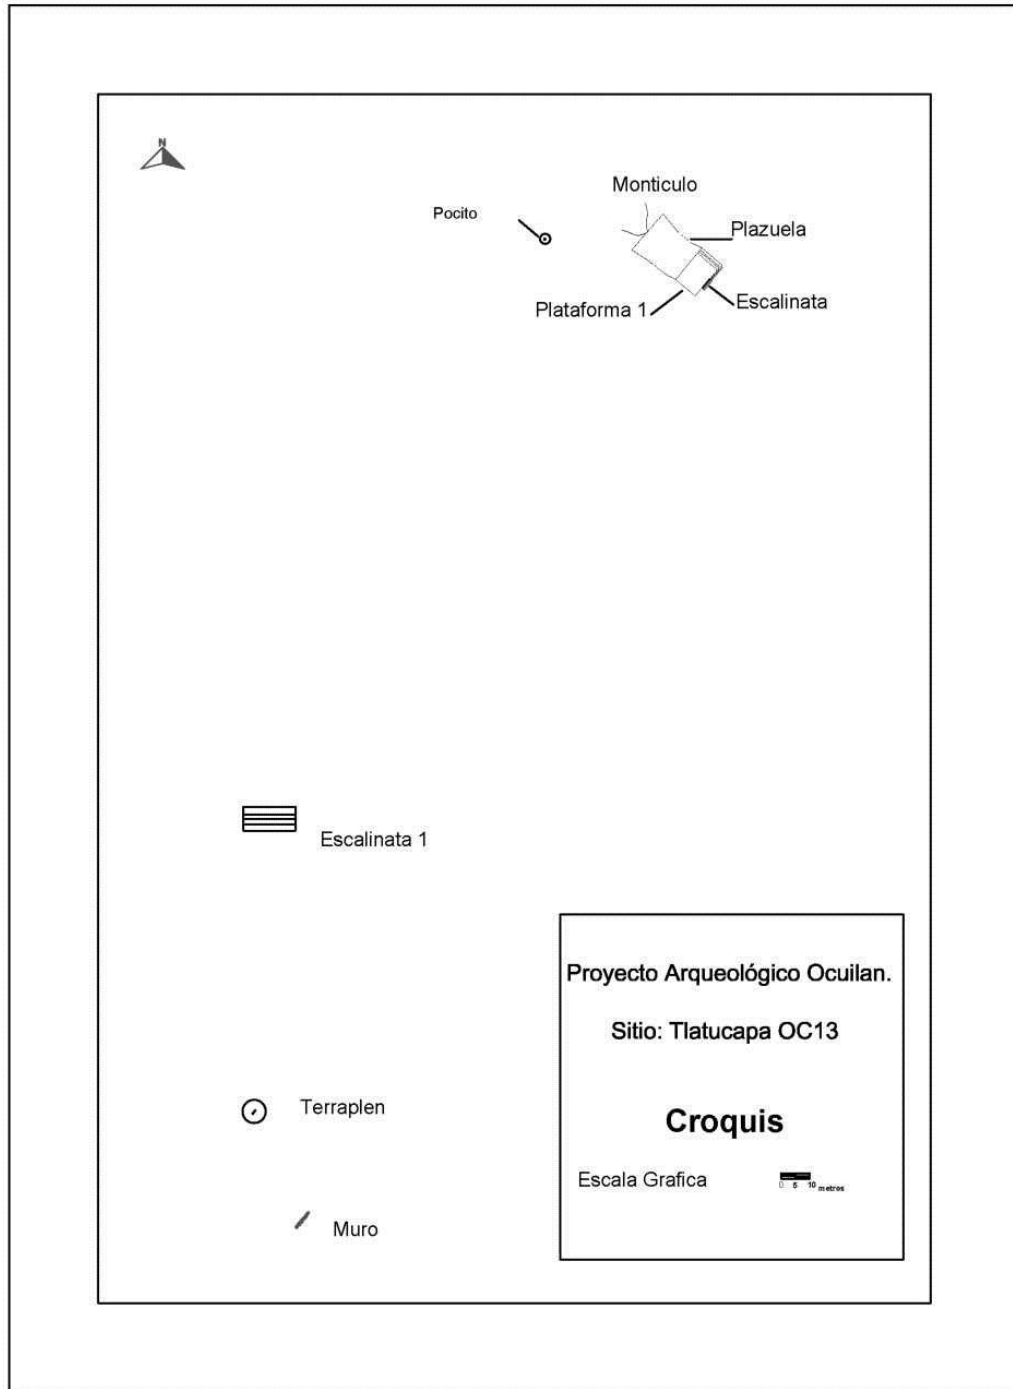 N
Monticulo
Pocito
Plazuela
Plataforma 1
Escalinata
Escalinata 1
Proyecto Arqueológico Ocuilan.
Sitio: Tlatucapa OC13
Terraplen
Croquis
Escala Grafica
0 5 10 metros
Muro